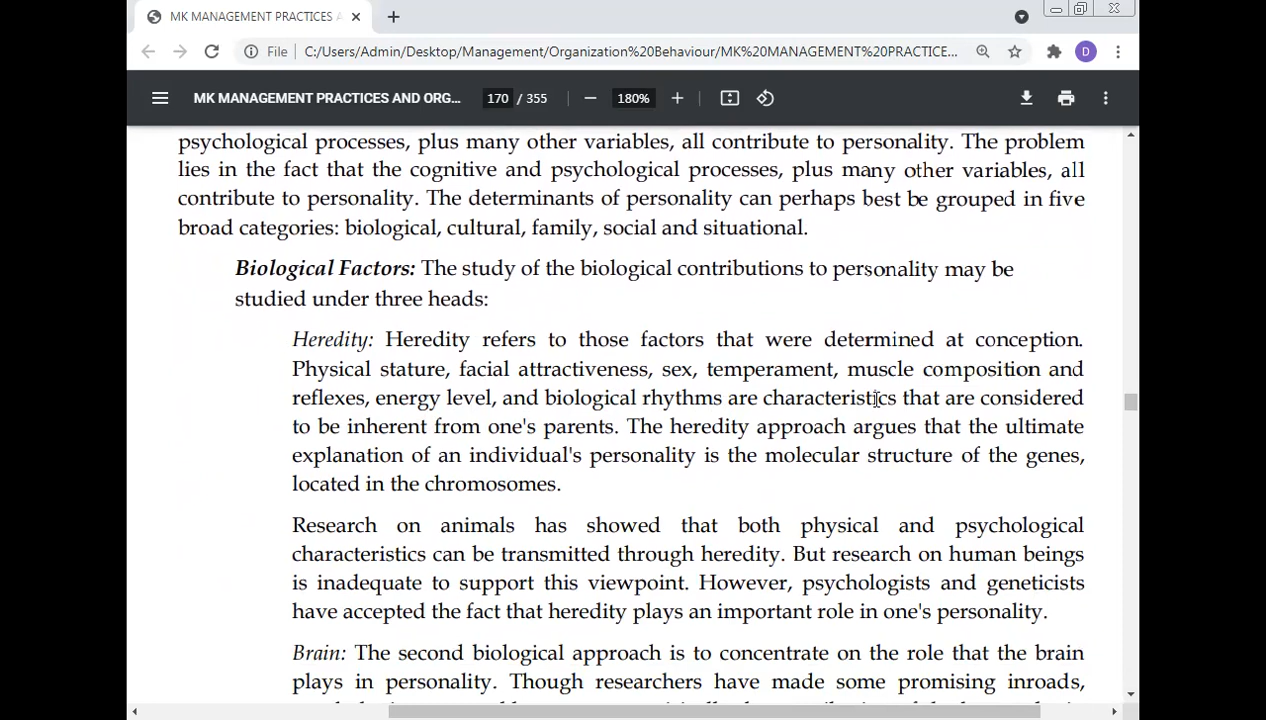 MK MANAGEMENT PRACTICES A
File C:/Users/Admin/Desktop/Management/Organization%20Behaviour/MK%20MANAGEMENT%20PRACTICE... D
MK MANAGEMENT PRACTICES AND ORG... 170 / 355 180%
psychological processes, plus many other variables, all contribute to personality. The problem
lies in the fact that the cognitive and psychological processes, plus many other variables, all
contribute to personality. The determinants of personality can perhaps best be grouped in five
broad categories: biological, cultural, family, social and situational.
Biological Factors: The study of the biological contributions to personality may be
studied under three heads:
Heredity: Heredity refers to those factors that were determined at conception.
Physical stature, facial attractiveness, sex, temperament, muscle composition and
reflexes, energy level, and biological rhythms are characteristics that are considered
to be inherent from one's parents. The heredity approach argues that the ultimate
explanation of an individual's personality is the molecular structure of the genes,
located in the chromosomes.
Research on animals has showed that both physical and psychological
characteristics can be transmitted through heredity. But research on human beings
is inadequate to support this viewpoint. However, psychologists and geneticists
have accepted the fact that heredity plays an important role in one's personality.
Brain: The second biological approach is to concentrate on the role that the brain
plays in personality. Though researchers have made some promising inroads,